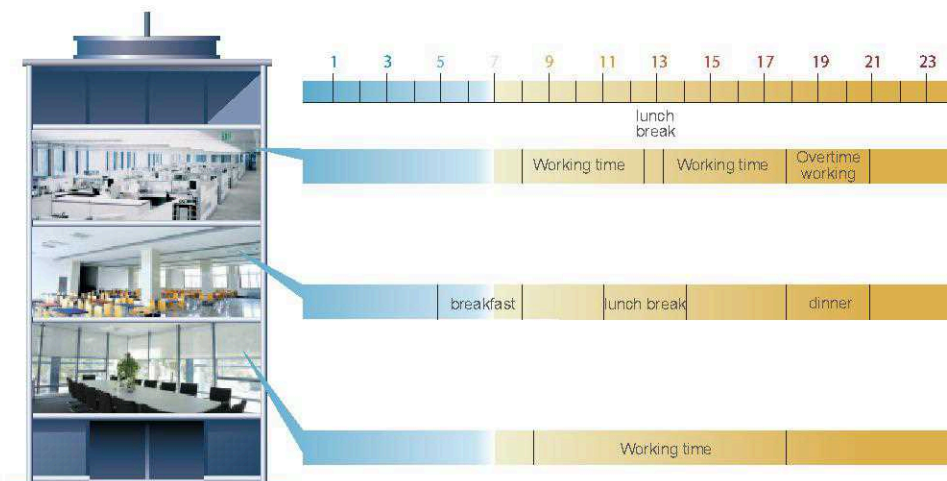 1 3 5 7 9 11 13 15 17 19 21 23
lunch
break
Working time Working time Overtime
working
breakfast lunch break dinner
Working time